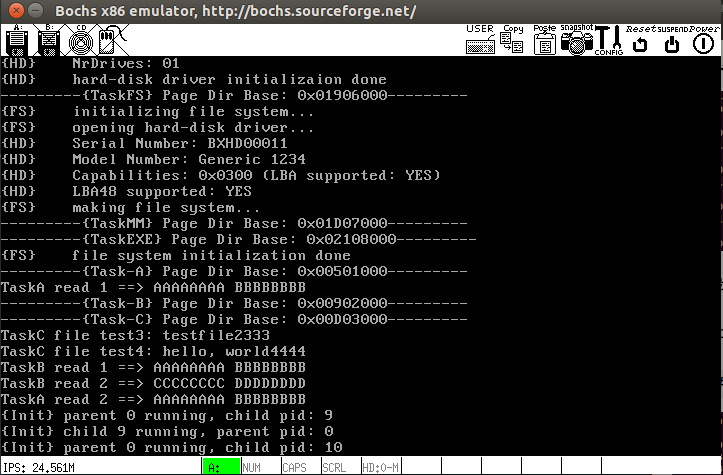 Bochs x86 emulator, http://bochs.sourceforge.net/
A: B: CD USER Copy Paste snapshot CONFIG Reset SUSPEND Power
{HD} NrDrives: 01
{HD} hard-disk driver initializaion done
---------{TaskFS} Page Dir Base: 0x01906000---------
{FS} initializing file system...
{FS} opening hard-disk driver...
{HD} Serial Number: BXHD00011
{HD} Model Number: Generic 1234
{HD} Capabilities: 0x0300 (LBA supported: YES)
{HD} LBA48 supported: YES
{FS} making file system...
---------{TaskMM} Page Dir Base: 0x01D07000---------
---------{TaskEXE} Page Dir Base: 0x02108000---------
{FS} file system initialization done
---------{Task-A} Page Dir Base: 0x00501000---------
TaskA read 1 ==> AAAAAAAA BBBBBBBB
---------{Task-B} Page Dir Base: 0x00902000---------
---------{Task-C} Page Dir Base: 0x00D03000---------
TaskC file test3: testfile2333
TaskC file test4: hello, world4444
TaskB read 1 ==> AAAAAAAA BBBBBBBB
TaskB read 2 ==> CCCCCCCC DDDDDDDD
TaskA read 2 ==> AAAAAAAA BBBBBBBB
{Init} parent 0 running, child pid: 9
{Init} child 9 running, parent pid: 0
{Init} parent 0 running, child pid: 10
IPS: 24.561M A: NUM CAPS SCRL HD:0-M